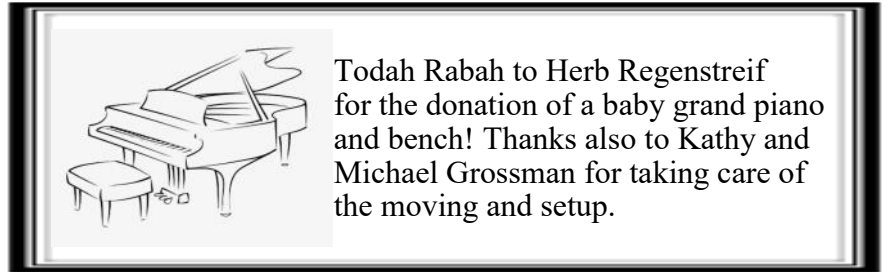 Todah Rabah to Herb Regenstreif
for the donation of a baby grand piano
and bench! Thanks also to Kathy and
Michael Grossman for taking care of
the moving and setup.